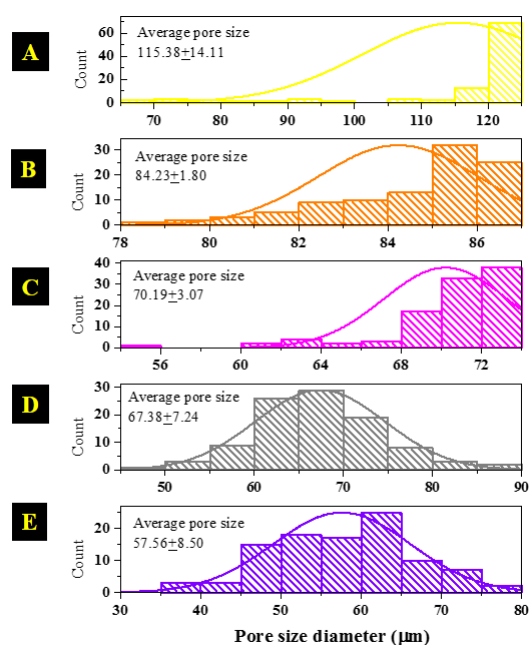 A
Count
60
40
20
0
Average pore size
115.38±14.11
70 80 90 100 110 120
B
Count
30
20
10
0
Average pore size
84.23±1.80
78 80 82 84 86
C
Count
40
30
20
10
0
Average pore size
70.19±3.07
56 60 64 68 72
D
Count
30
20
10
0
Average pore size
67.38±7.24
50 60 70 80 90
E
Count
20
10
0
Average pore size
57.56±8.50
30 40 50 60 70 80
Pore size diameter (μm)